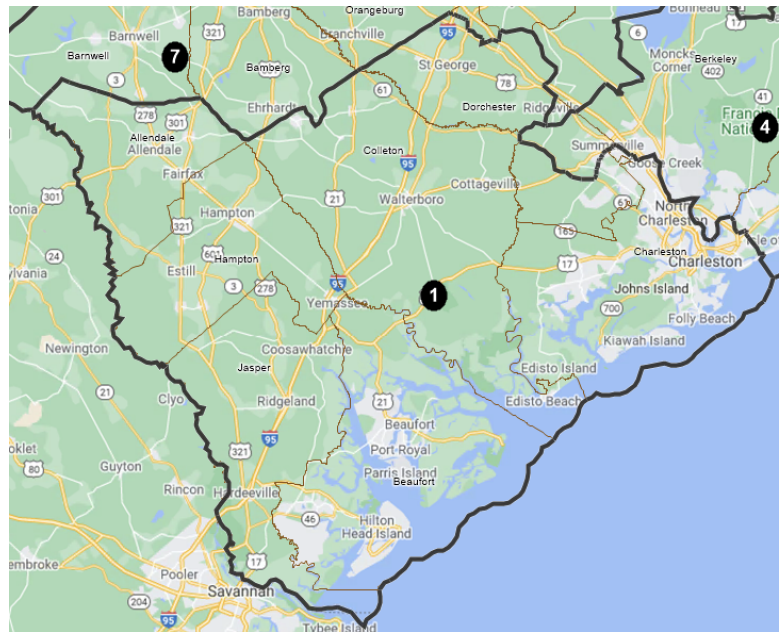 Orangeburg
Bamberg
Bonneau
17
Barnwell
321
Branchville
95
6
Moncks
Corner
Berkeley
402
Barnwell
7
Bamberg
St George
78
3
61
41
278
301
Ehrhardt
Dorchester
Ridgeville
4
Allendale
Allendale
Colleton
95
Summerville
Goose Creek
Fairfax
301
Cottageville
21
Walterboro
North
Charleston
61
Hampton
321
165
24
601
Charleston
Charleston
Estill
Hampton
17
Johns Island
3
278
95
1
Yemassee
700
Folly Beach
Kiawah Island
Newington
Coosawhatchie
Edisto Island
Jasper
Edisto Beach
21
Clyo
Ridgeland
21
Beaufort
321
95
Port Royal
Guyton
80
Parris Island
Beaufort
Rincon
Hardeeville
46
Hilton
Head Island
17
Pooler
Savannah
204
95
Tybee Island